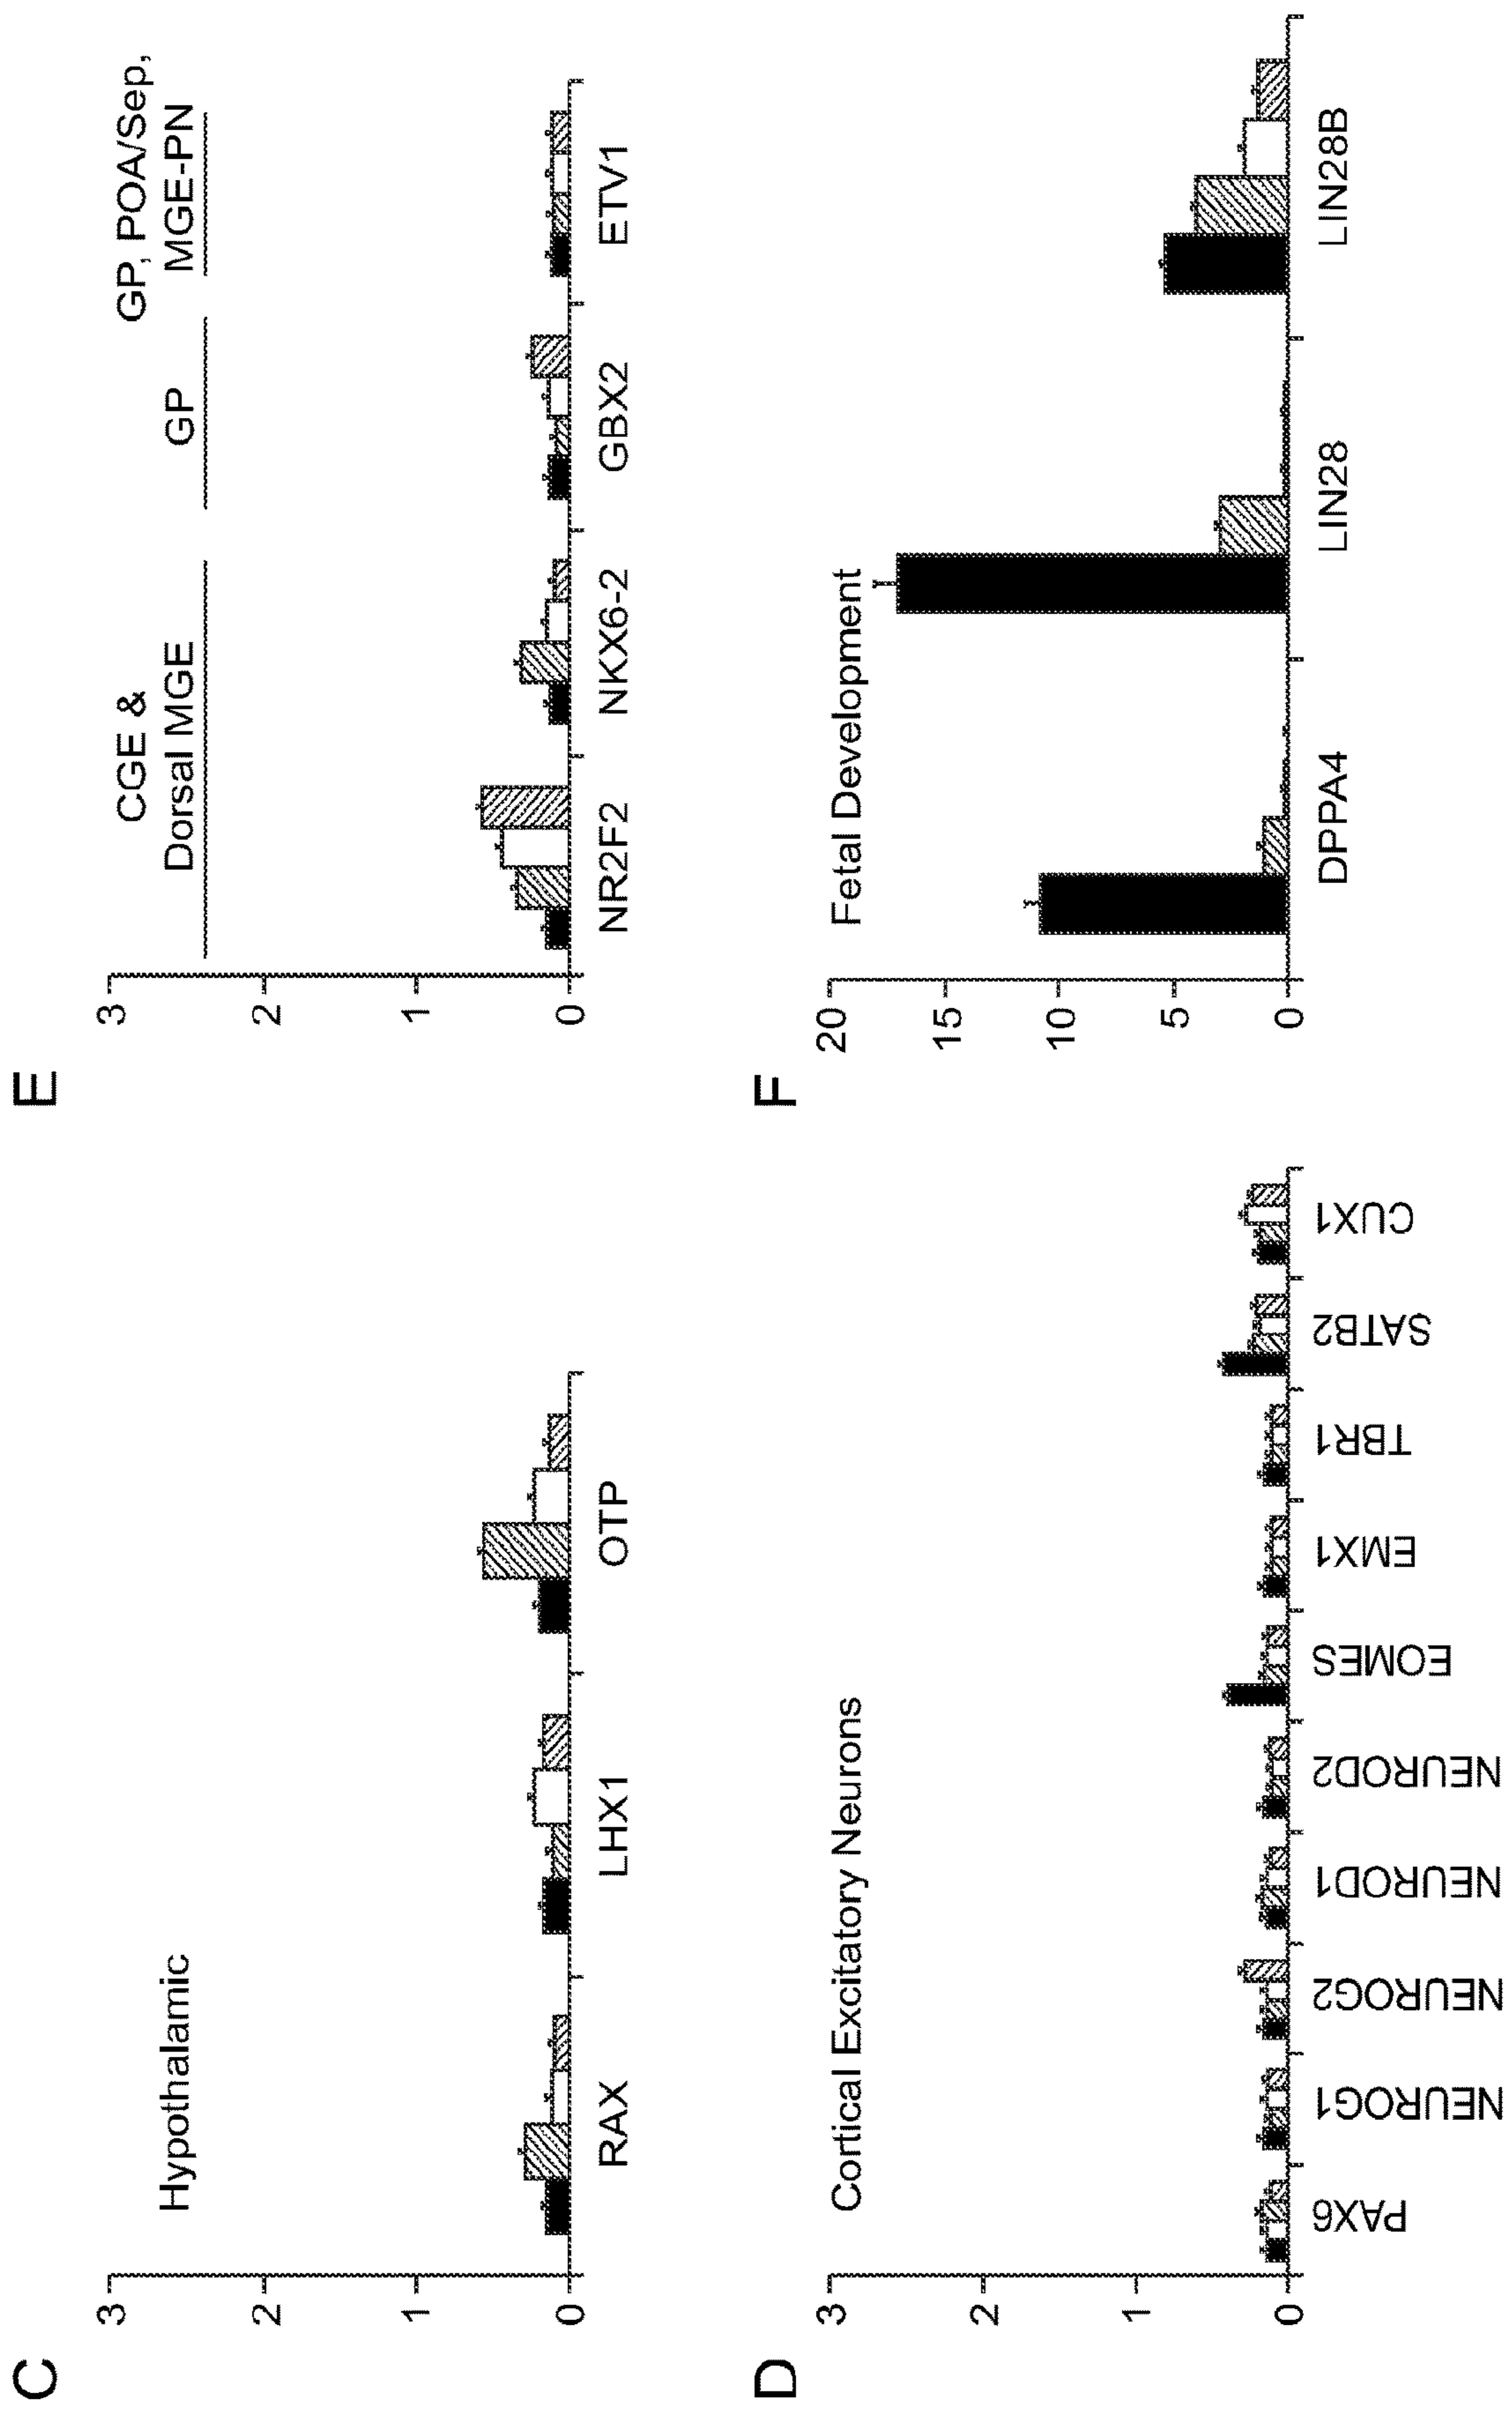 C
Hypothalamic
3
2
1
0
RAX LHX1 OTP
D
Cortical Excitatory Neurons
3
2
1
0
PAX6 NEUROG1 NEUROG2 NEUROD1 NEUROD2 EOMES EMX1 TBR1 SATB2 CUX1
E
CGE &
Dorsal MGE
GP
GP, POA/Sep,
MGE-PN
3
2
1
0
NR2F2 NKX6-2 GBX2 ETV1
F
Fetal Development
20
15
10
5
0
DPPA4 LIN28 LIN28B